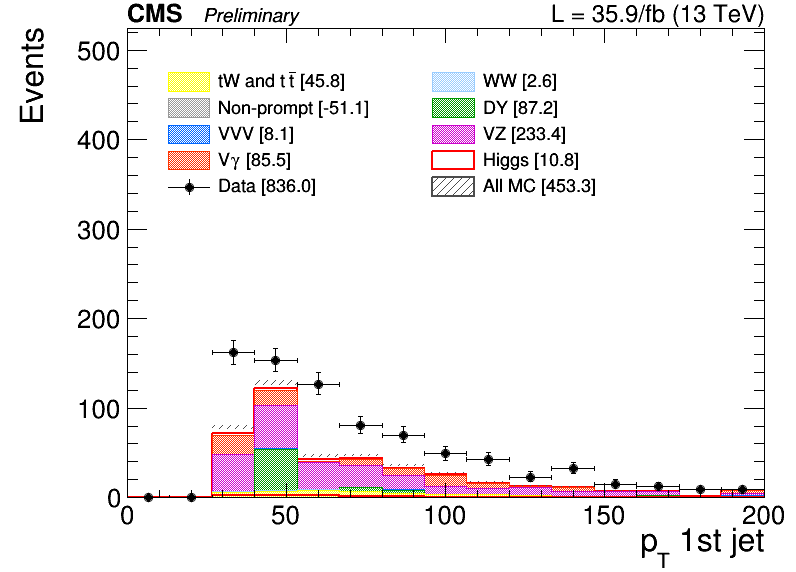 CMS Preliminary L = 35.9/fb (13 TeV)
Events
500
400
300
200
100
0
tW and t t̄ [45.8]
Non-prompt [-51.1]
VVV [8.1]
Vγ [85.5]
Data [836.0]
WW [2.6]
DY [87.2]
VZ [233.4]
Higgs [10.8]
All MC [453.3]
0 50 100 150 200
p_T 1st jet